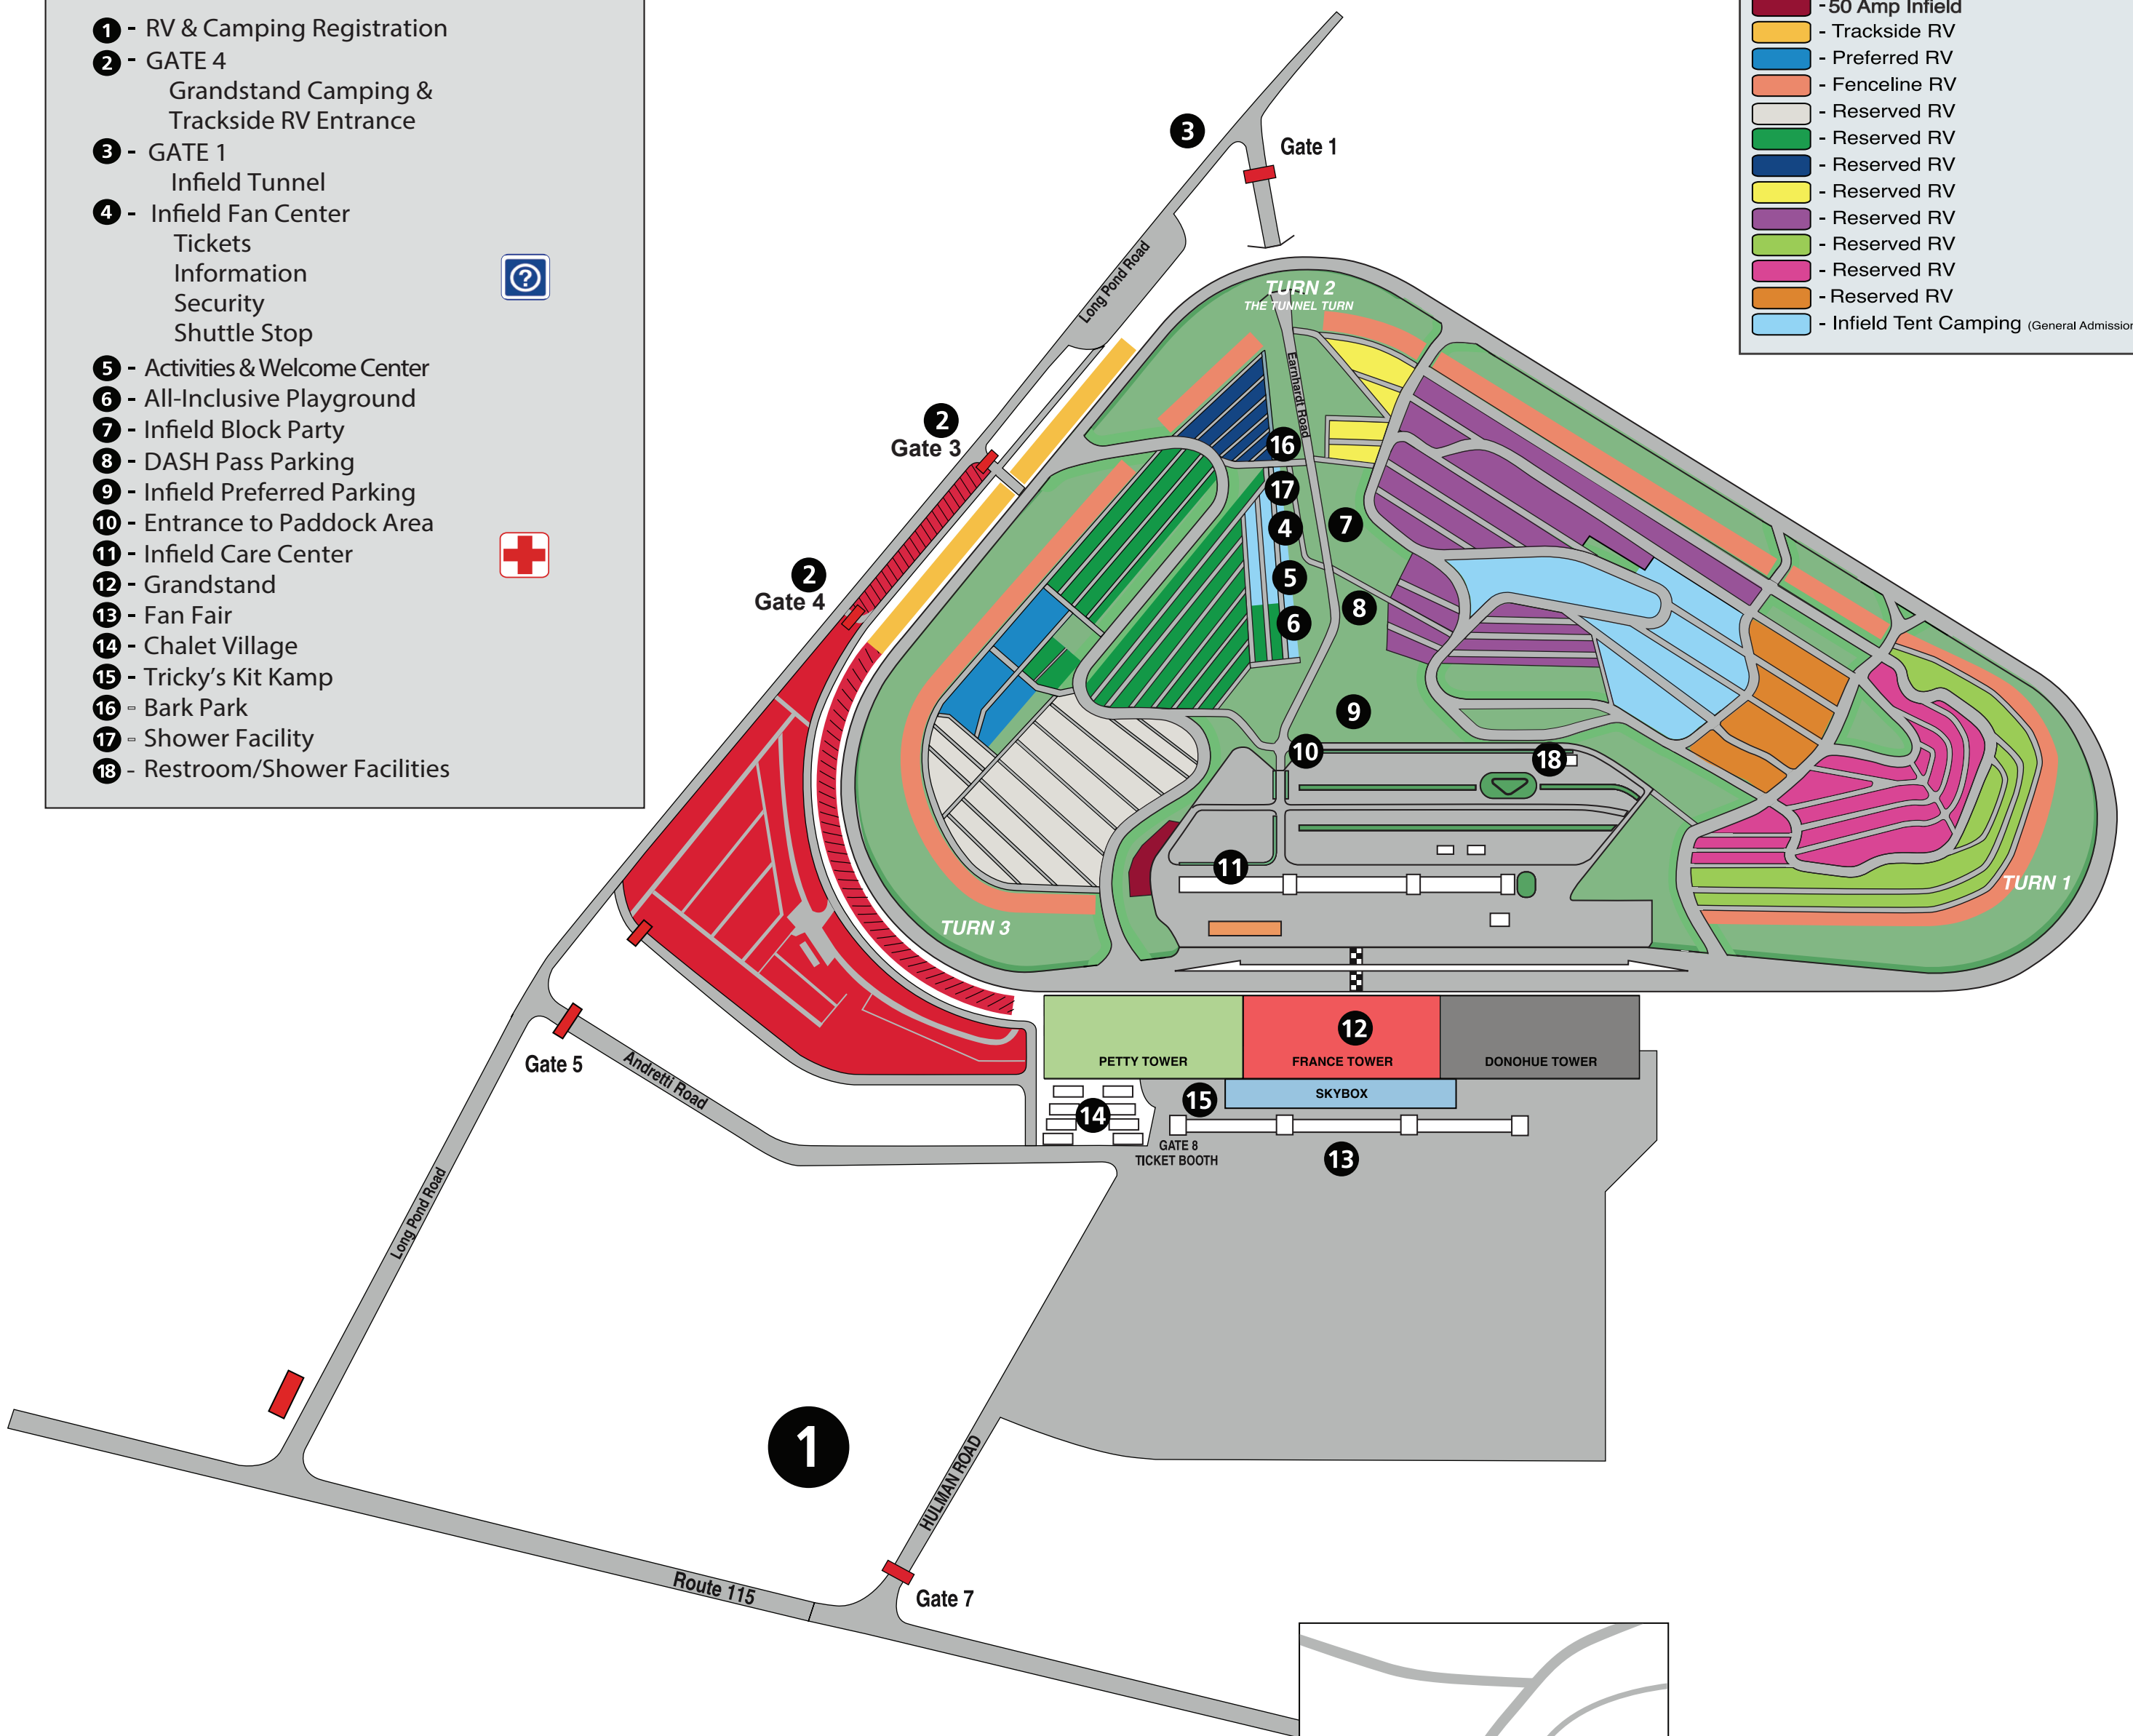 1 - RV & Camping Registration
2 - GATE 4
Grandstand Camping &
Trackside RV Entrance
3 - GATE 1
Infield Tunnel
4 - Infield Fan Center
Tickets
Information
Security
Shuttle Stop
?
5 - Activities & Welcome Center
6 - All-Inclusive Playground
7 - Infield Block Party
8 - DASH Pass Parking
9 - Infield Preferred Parking
10 - Entrance to Paddock Area
11 - Infield Care Center
12 - Grandstand
13 - Fan Fair
14 - Chalet Village
15 - Tricky's Kit Kamp
16 - Bark Park
17 - Shower Facility
18 - Restroom/Shower Facilities
- 50 Amp Infield
- Trackside RV
- Preferred RV
- Fenceline RV
- Reserved RV
- Reserved RV
- Reserved RV
- Reserved RV
- Reserved RV
- Reserved RV
- Reserved RV
- Reserved RV
- Infield Tent Camping (General Admission
3
Gate 1
Long Pond Road
TURN 2
THE TUNNEL TURN
Earnhardt Road
2
Gate 3
2
Gate 4
16
17
4
7
5
8
6
9
10
18
11
TURN 1
TURN 3
12
PETTY TOWER
FRANCE TOWER
DONOHUE TOWER
SKYBOX
15
14
GATE 8
TICKET BOOTH
13
Gate 5
Andretti Road
Long Pond Road
1
HULMAN ROAD
Route 115
Gate 7